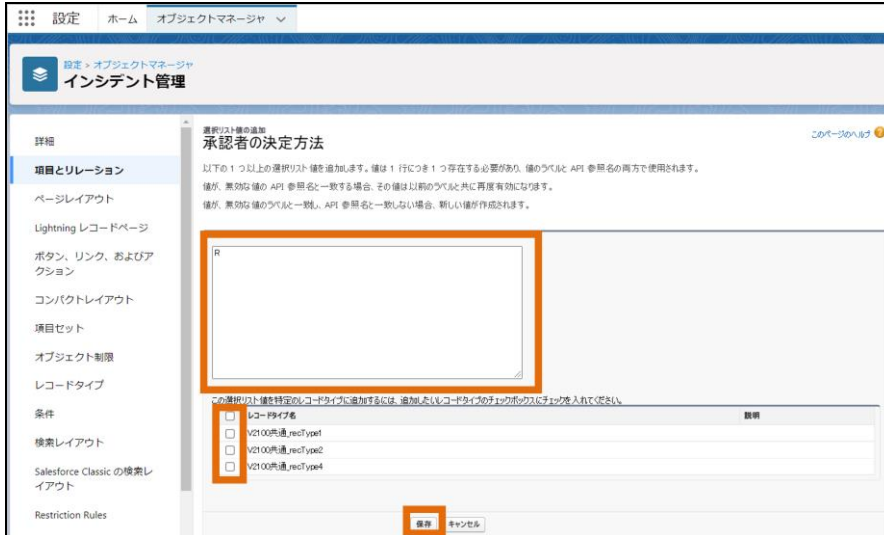 設定 ホーム オブジェクトマネージャ
設定 > オブジェクトマネージャ
インシデント管理
詳細
項目とリレーション
ページレイアウト
Lightning レコードページ
ボタン、リンク、およびア
クション
コンパクトレイアウト
項目セット
オブジェクト制限
レコードタイプ
条件
検索レイアウト
Salesforce Classic の検索レ
イアウト
Restriction Rules
選択リスト値の追加
承認者の決定方法
このページのヘルプ
以下の 1 つ以上の選択リスト値を追加します。値は 1 行につき 1 つ存在する必要があり、値のラベルと API 参照名の両方で使用されます。
値が、無効な値の API 参照名と一致する場合、その値は以前のラベルと共に再度有効になります。
値が、無効な値のラベルと一致し、API 参照名と一致しない場合、新しい値が作成されます。
R
この選択リスト値を特定のレコードタイプに追加するには、追加したいレコードタイプのチェックボックスにチェックを入れてください。
レコードタイプ名 説明
V2100共通_recType1
V2100共通_recType2
V2100共通_recType4
保存 キャンセル